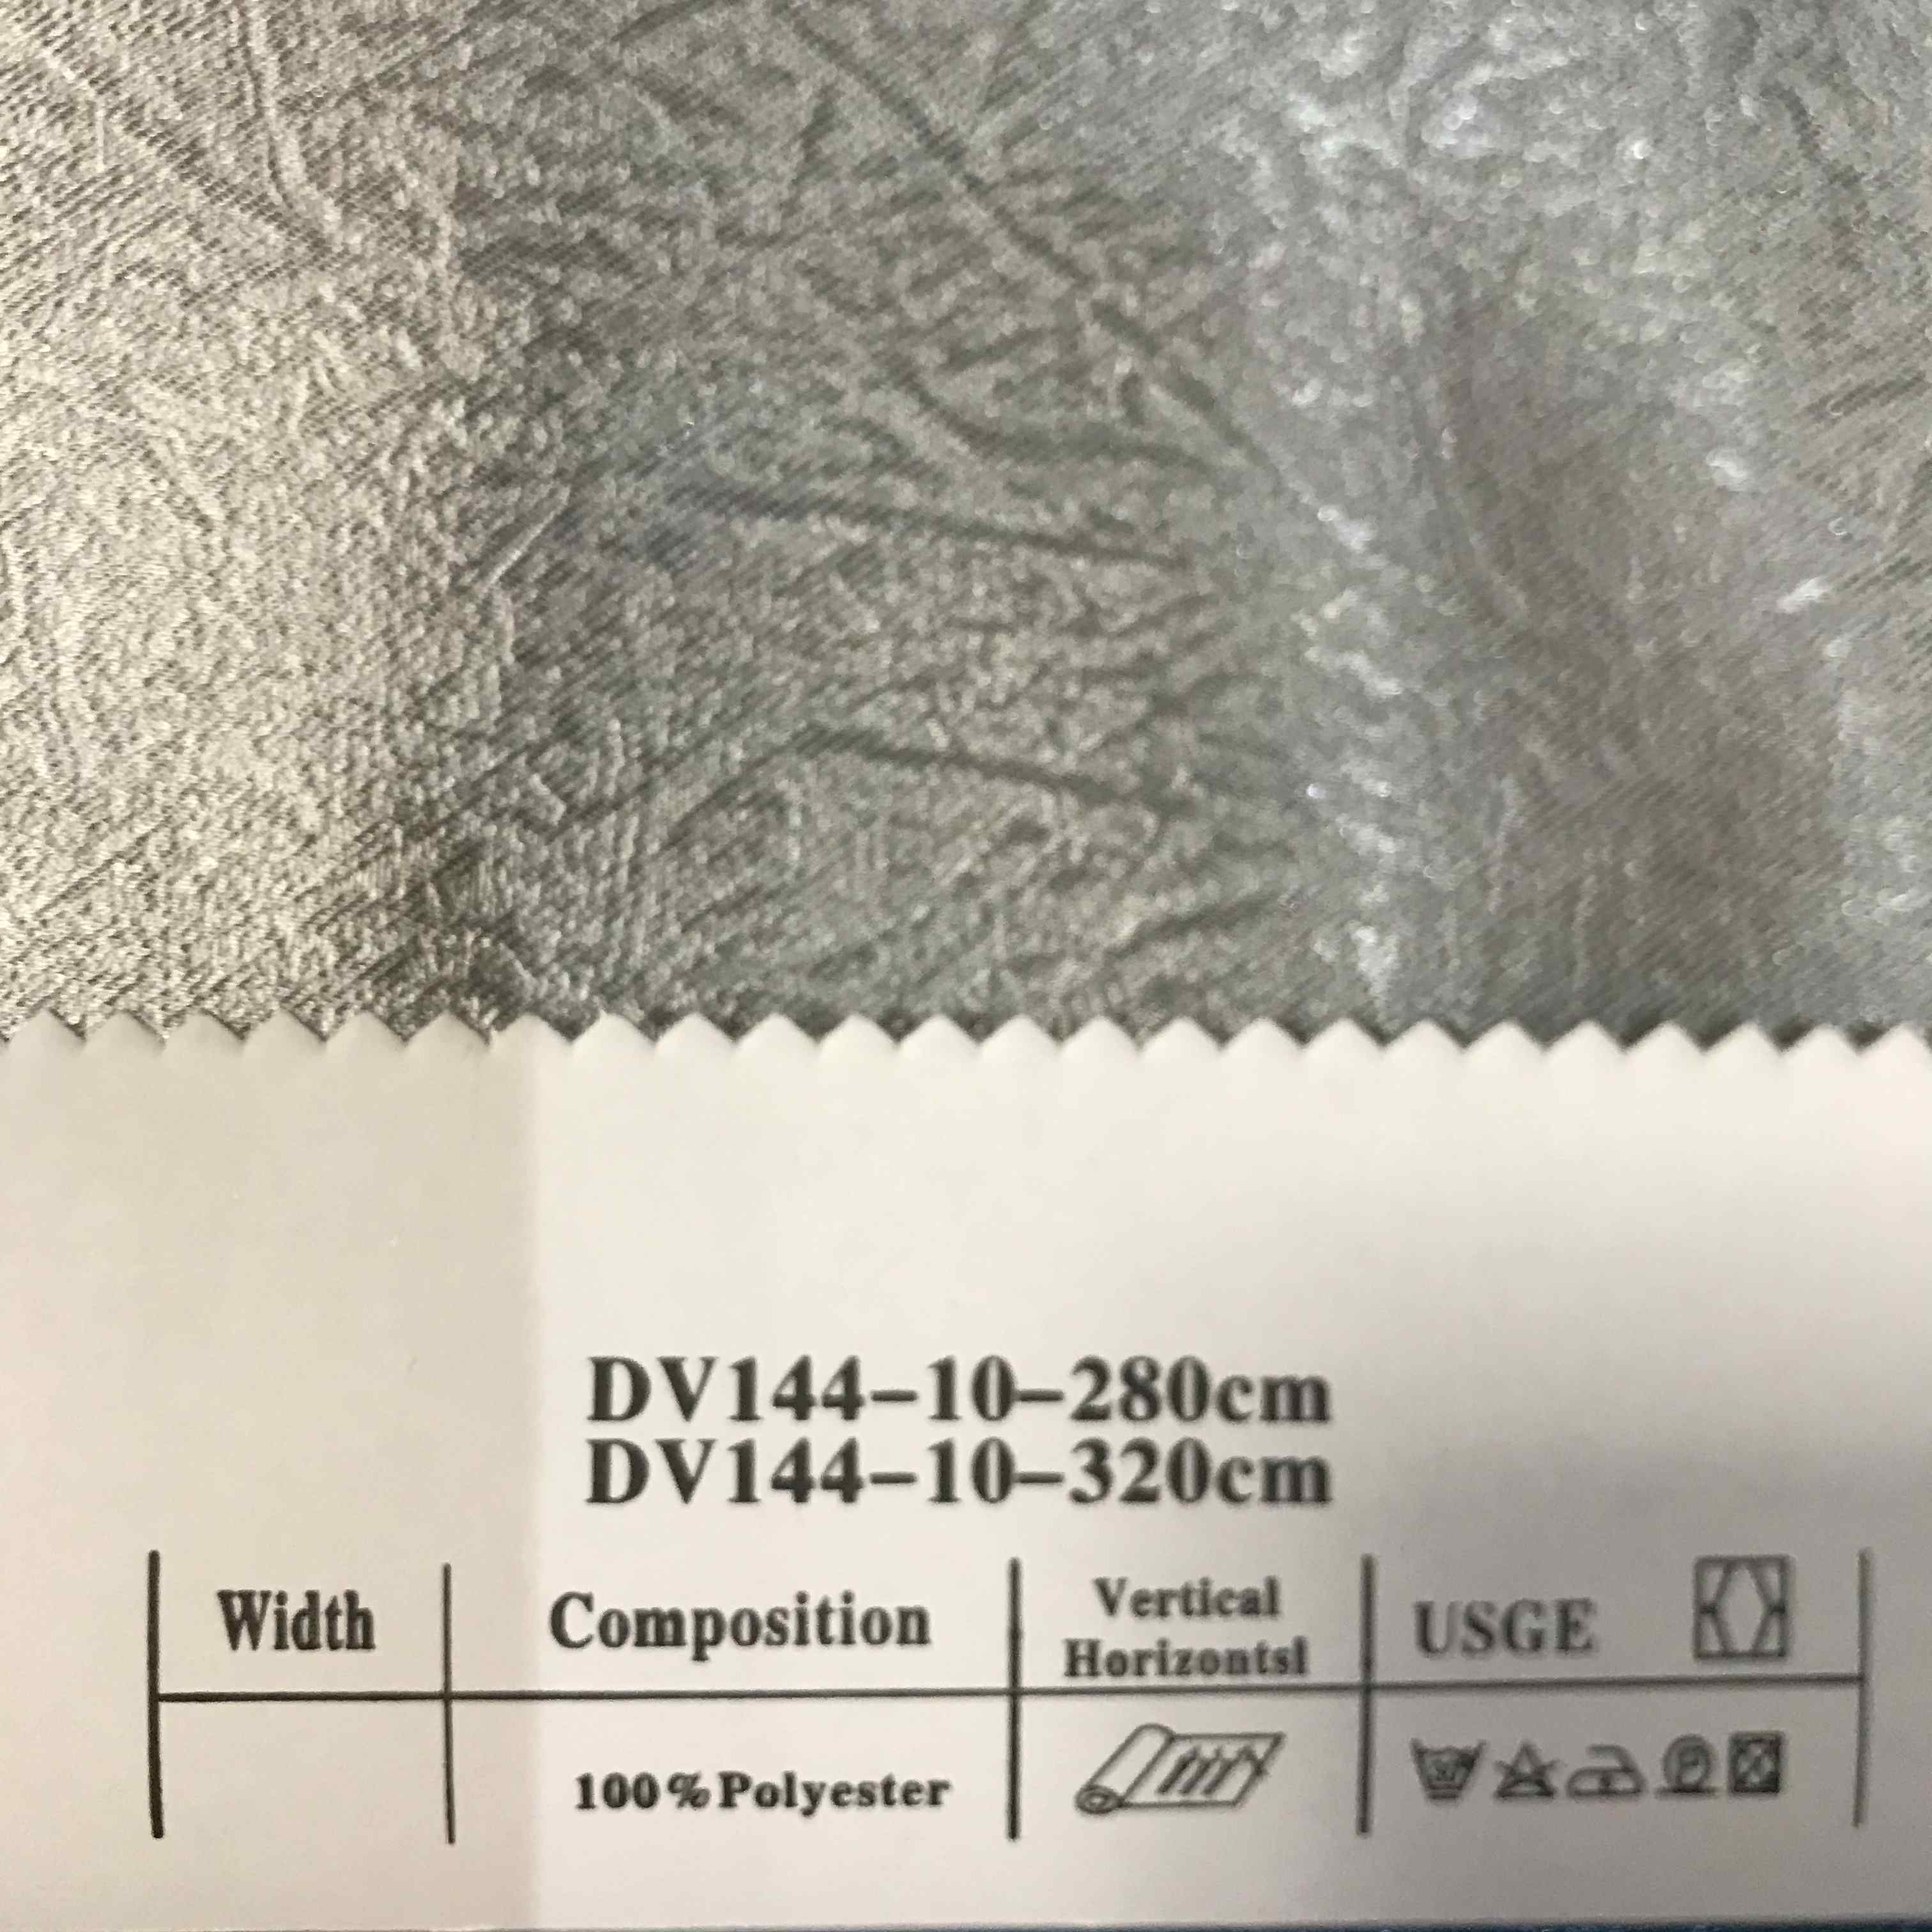 DV144-10-280cm
DV144-10-320cm
Width
Composition
Vertical
Horizontsl
USGE
100%Polyester